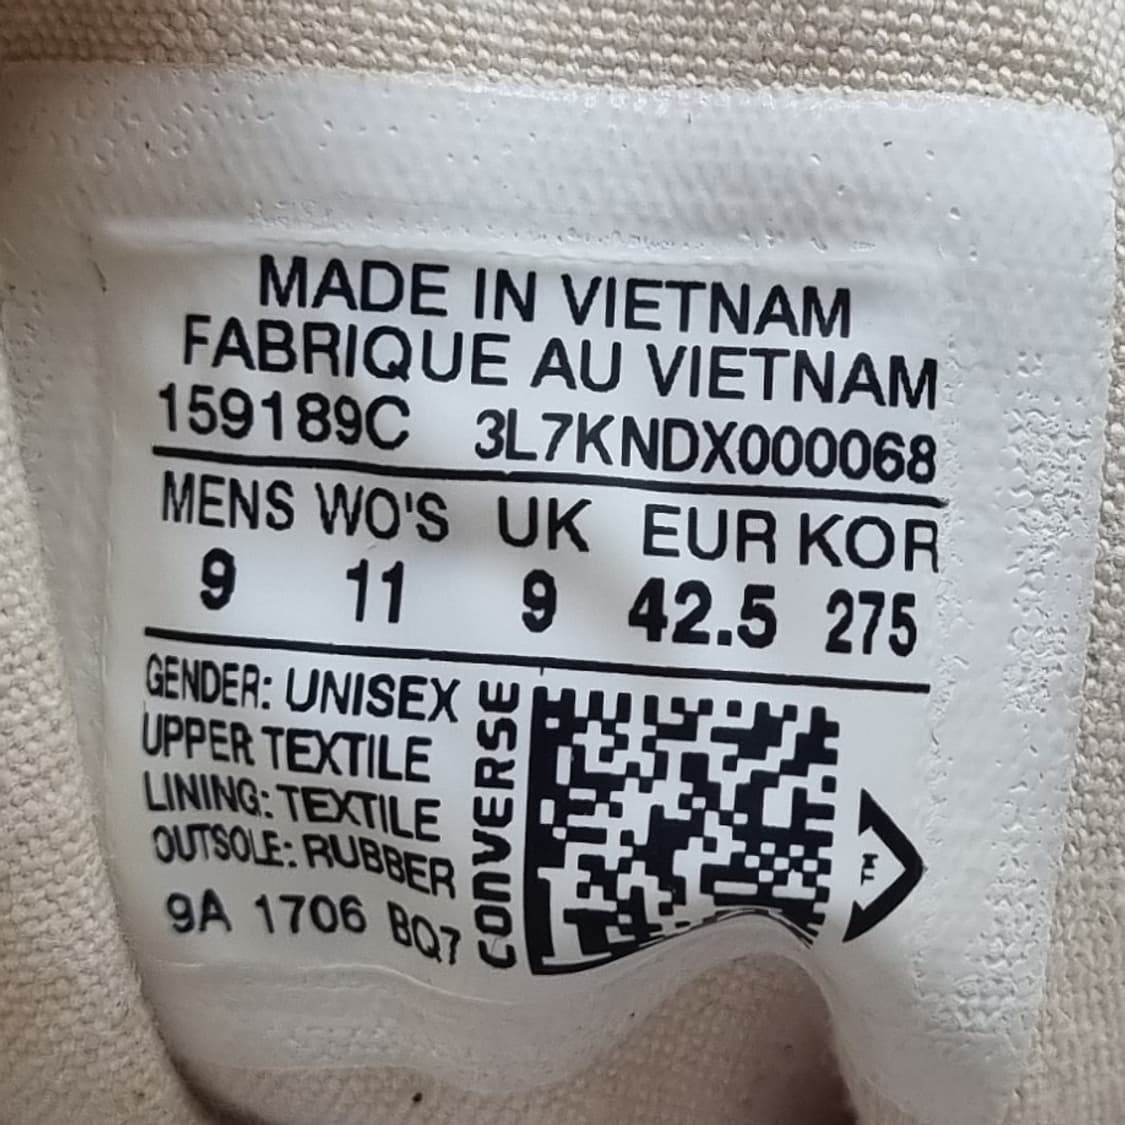 MADE IN VIETNAM
FABRIQUE AU VIETNAM
159189C 3L7KNDX000068
MENS WO'S UK EUR KOR
9 11 9 42.5 275
GENDER: UNISEX
UPPER TEXTILE
LINING: TEXTILE
OUTSOLE: RUBBER
9A 1706 BQ7
CONVERSE